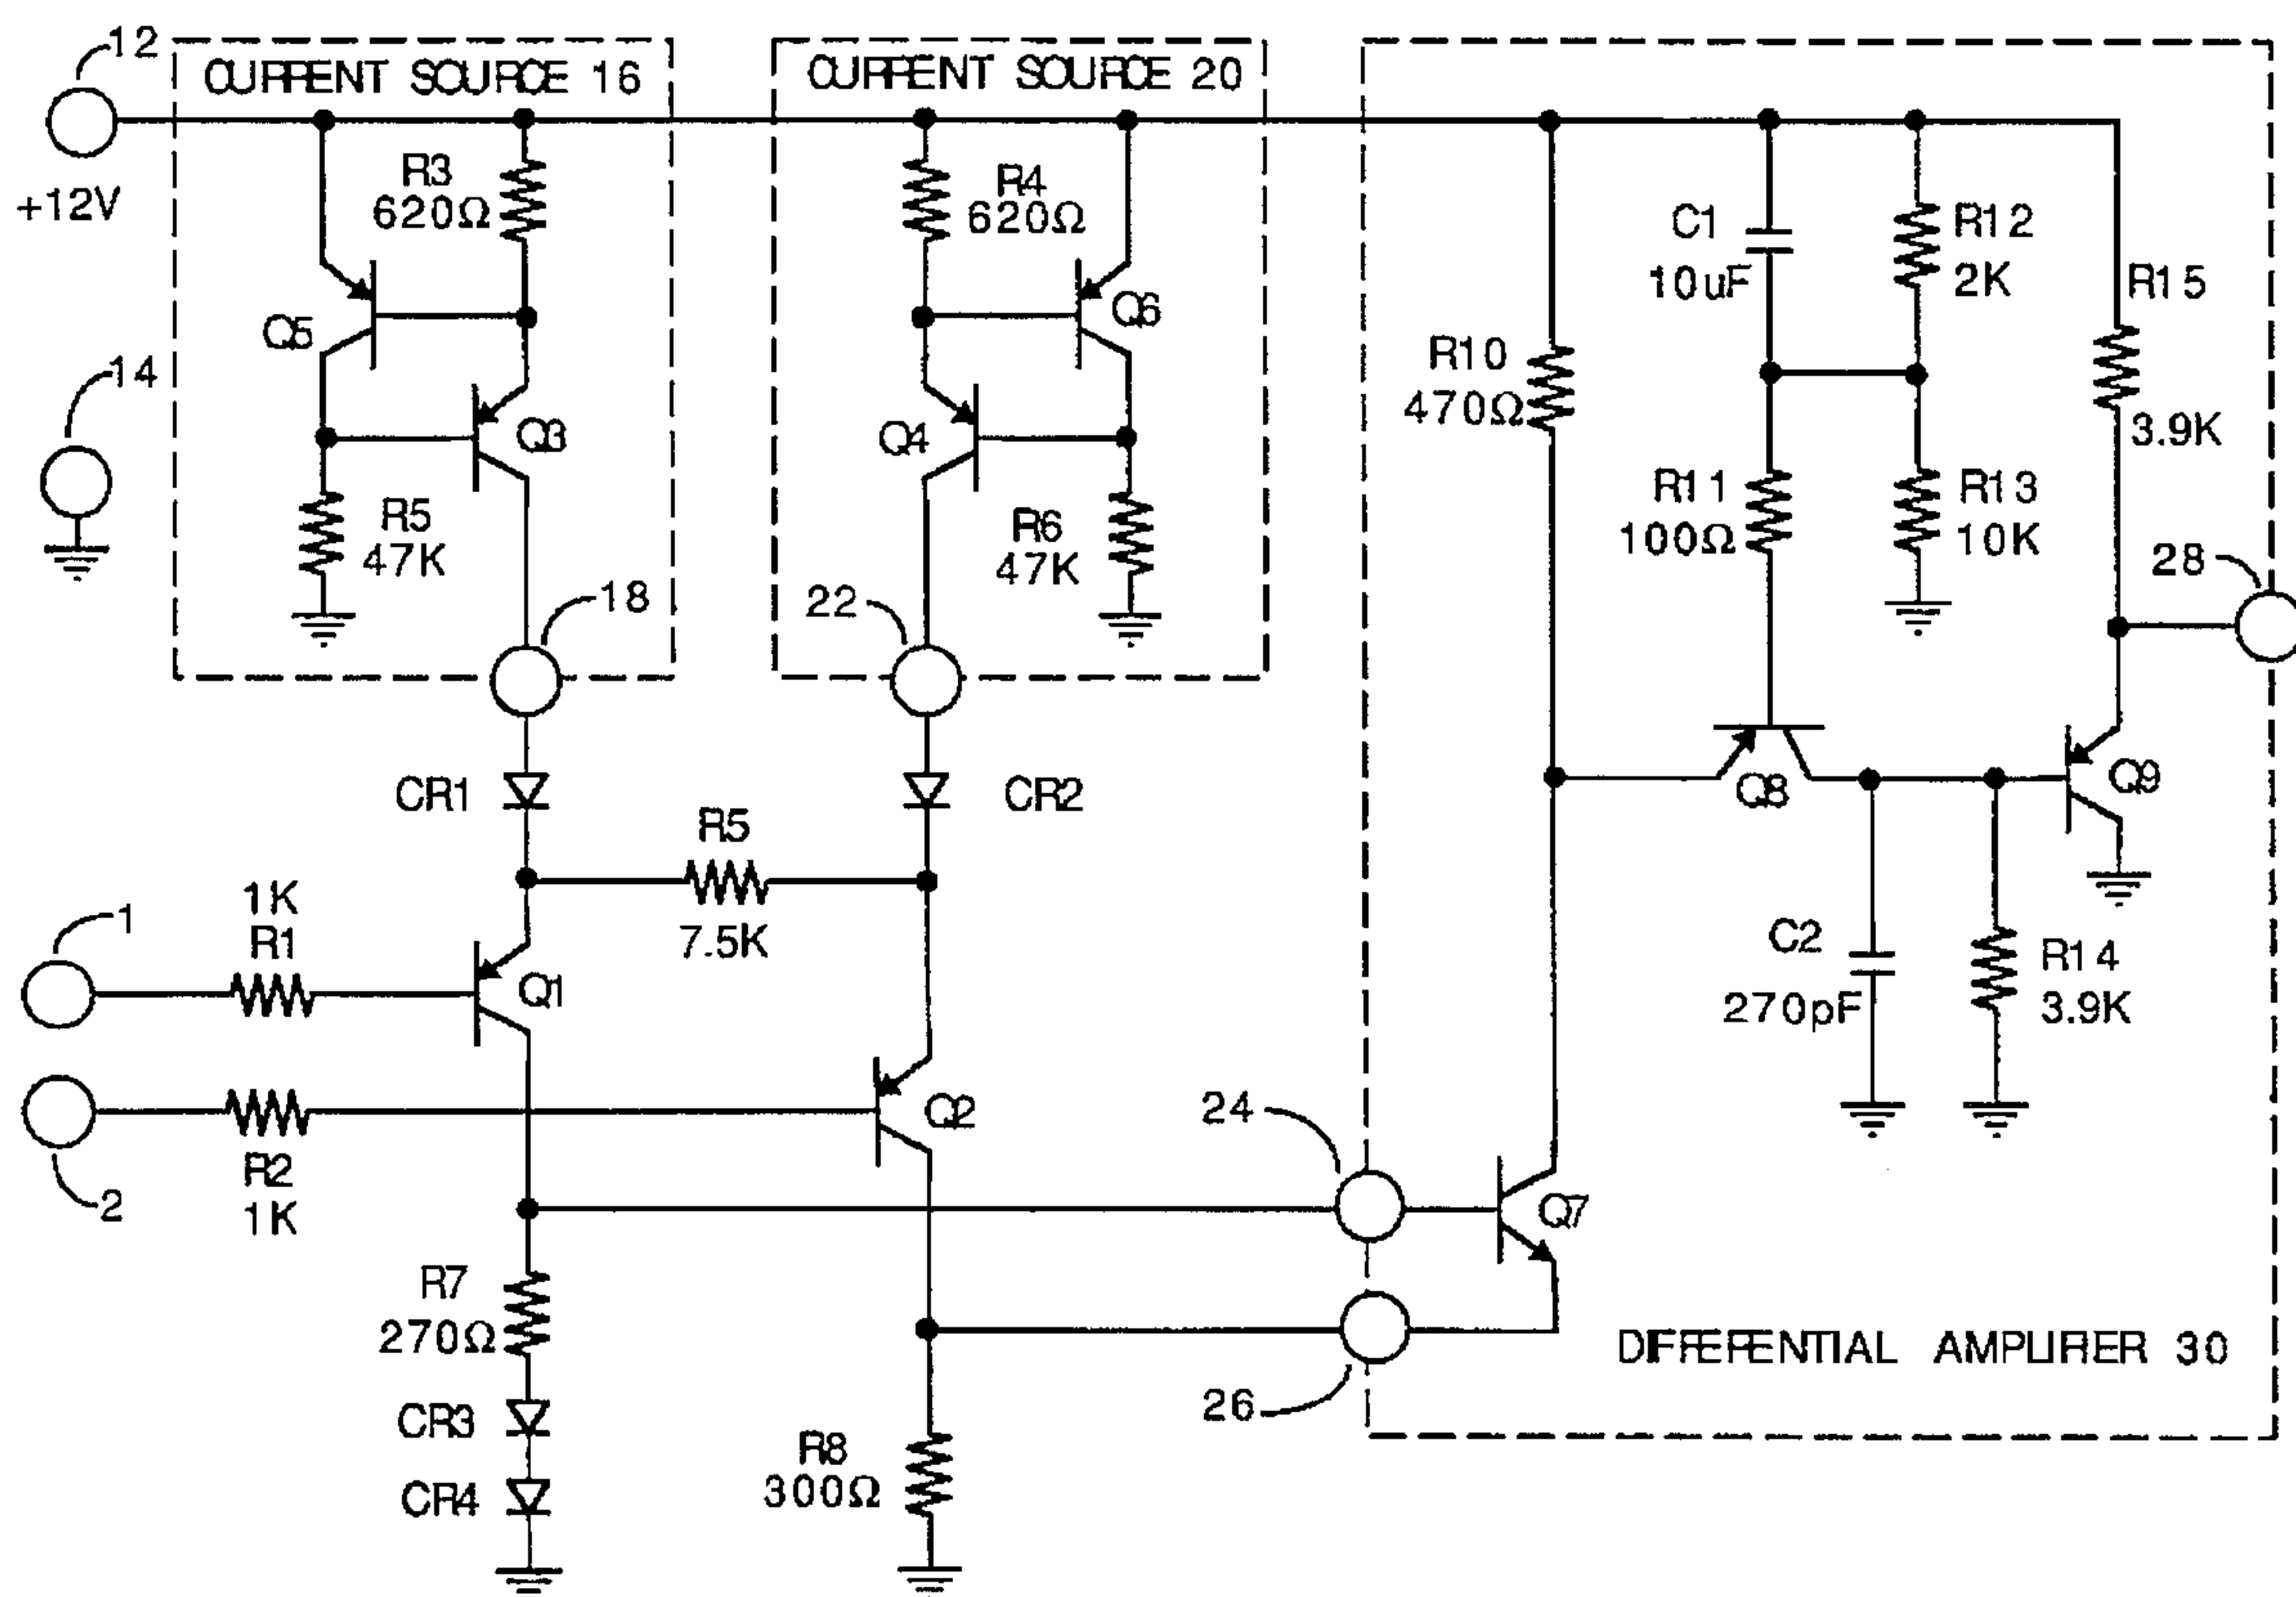 12
CURRENT SOURCE 16
CURRENT SOURCE 20
+12V
R3
620Ω
R4
620Ω
C1
10uF
R12
2K
R15
3.9K
Q5
Q6
14
R10
470Ω
Q3
Q4
R5
47K
R6
47K
R11
100Ω
R13
10K
28
18
22
CR1
CR2
Q8
Q9
R5
7.5K
1
1K
R1
Q1
C2
270pF
R14
3.9K
2
R2
1K
Q2
24
Q7
R7
270Ω
26
DIFFERENTIAL AMPLIFIER 30
CR3
CR4
R8
300Ω